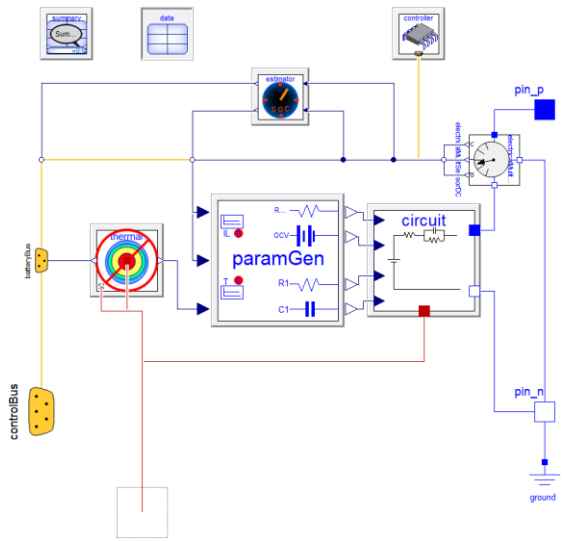 summary
Sum...
data
controller
estimator
SOC
pin_p
thermal
batteryBus
R...
IL
OCV
paramGen
T
R1
C1
circuit
controlBus
pin_n
ground